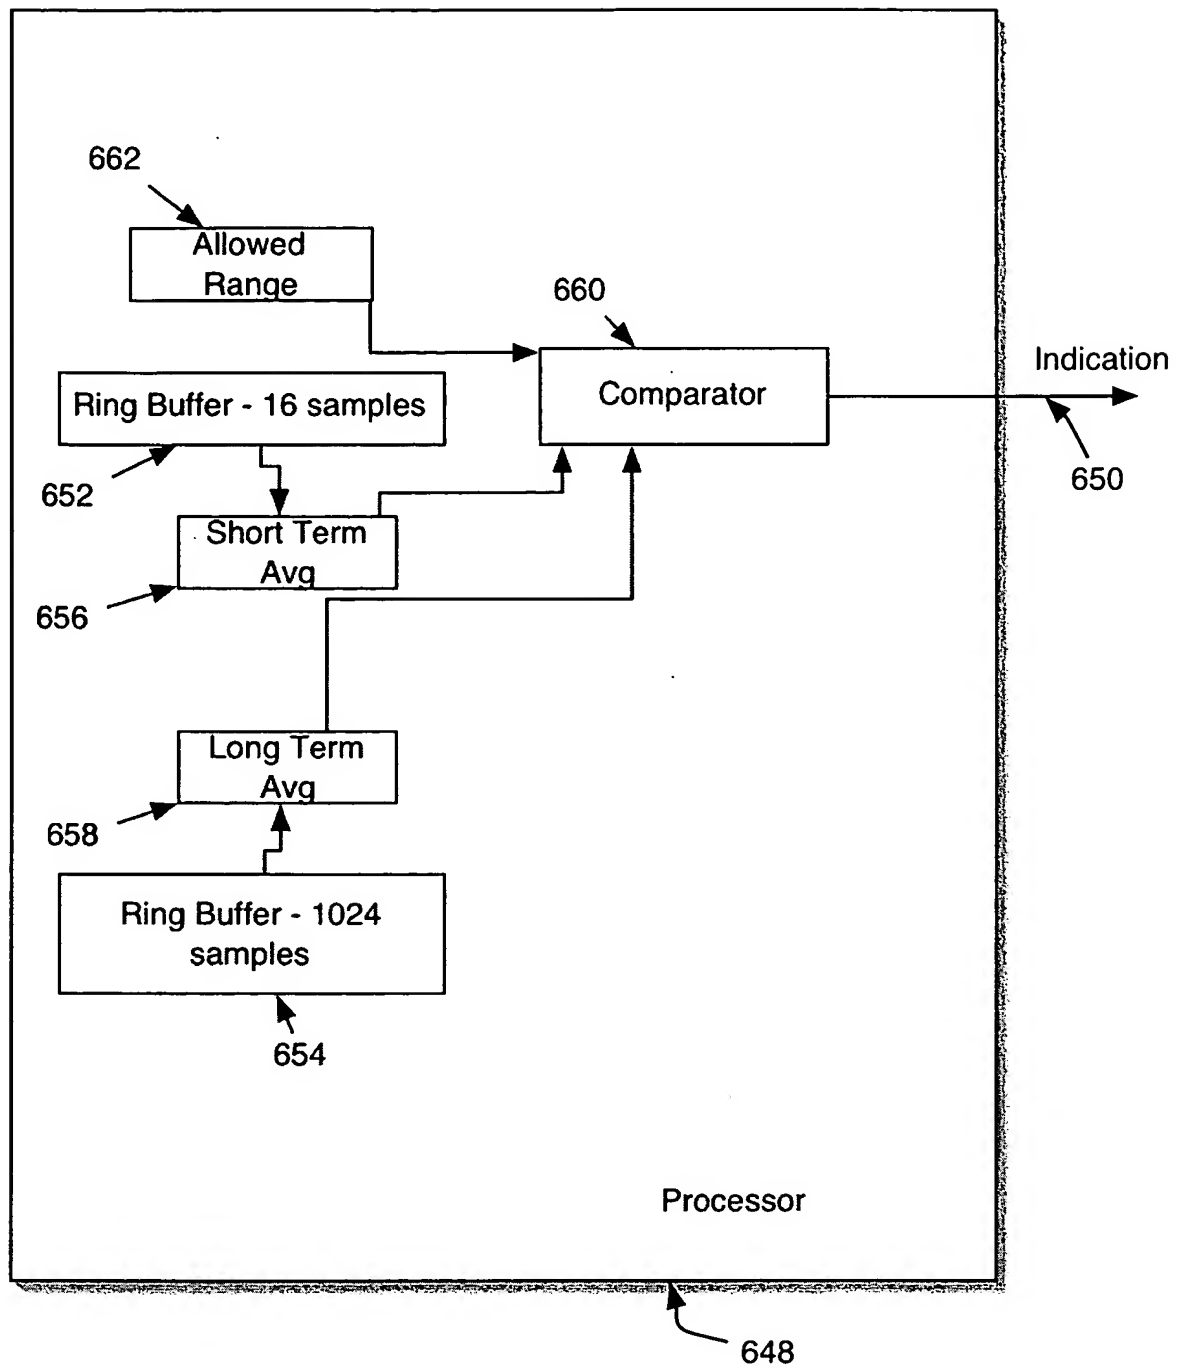 662
Allowed
Range
660
Comparator
Indication
650
Ring Buffer - 16 samples
652
Short Term
Avg
656
Long Term
Avg
658
Ring Buffer - 1024
samples
654
Processor
648